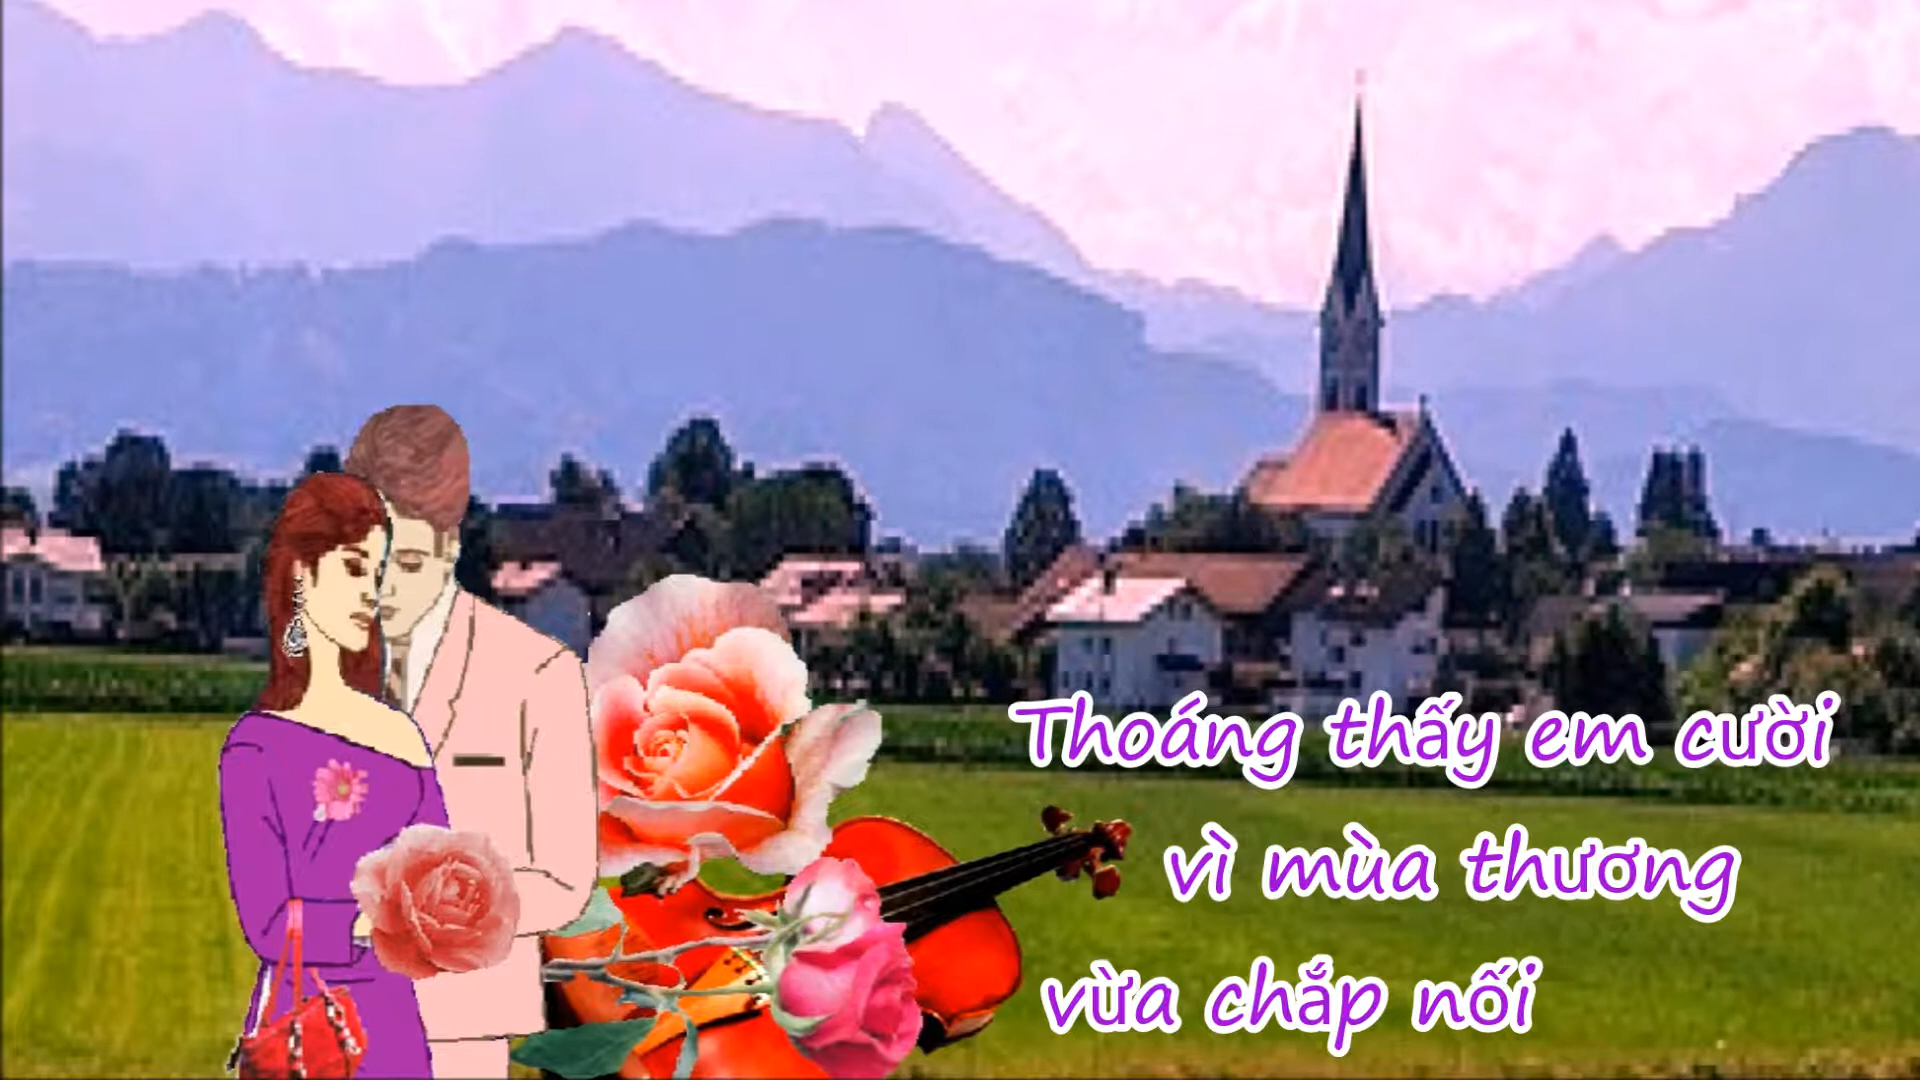 Thoáng thấy em cười
vì mùa thương
vừa chắp nối